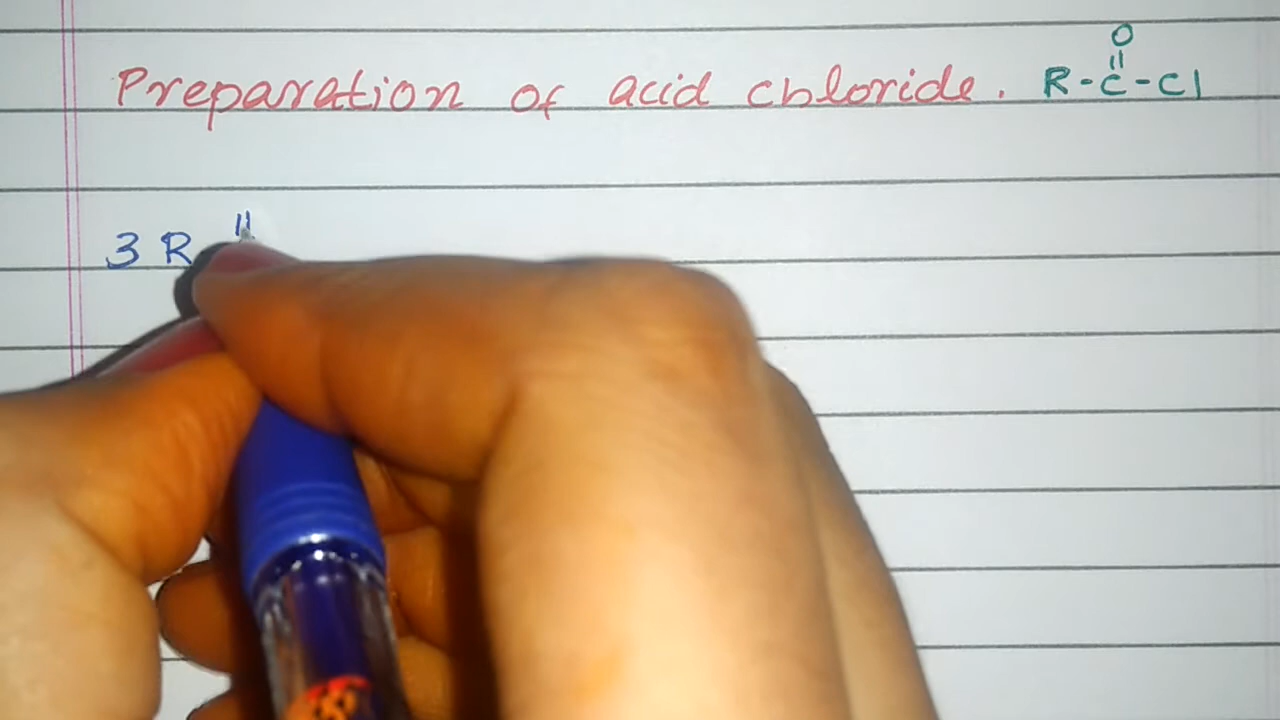 Preparation of acid chloride. R-C-Cl
O
||
3 R ||